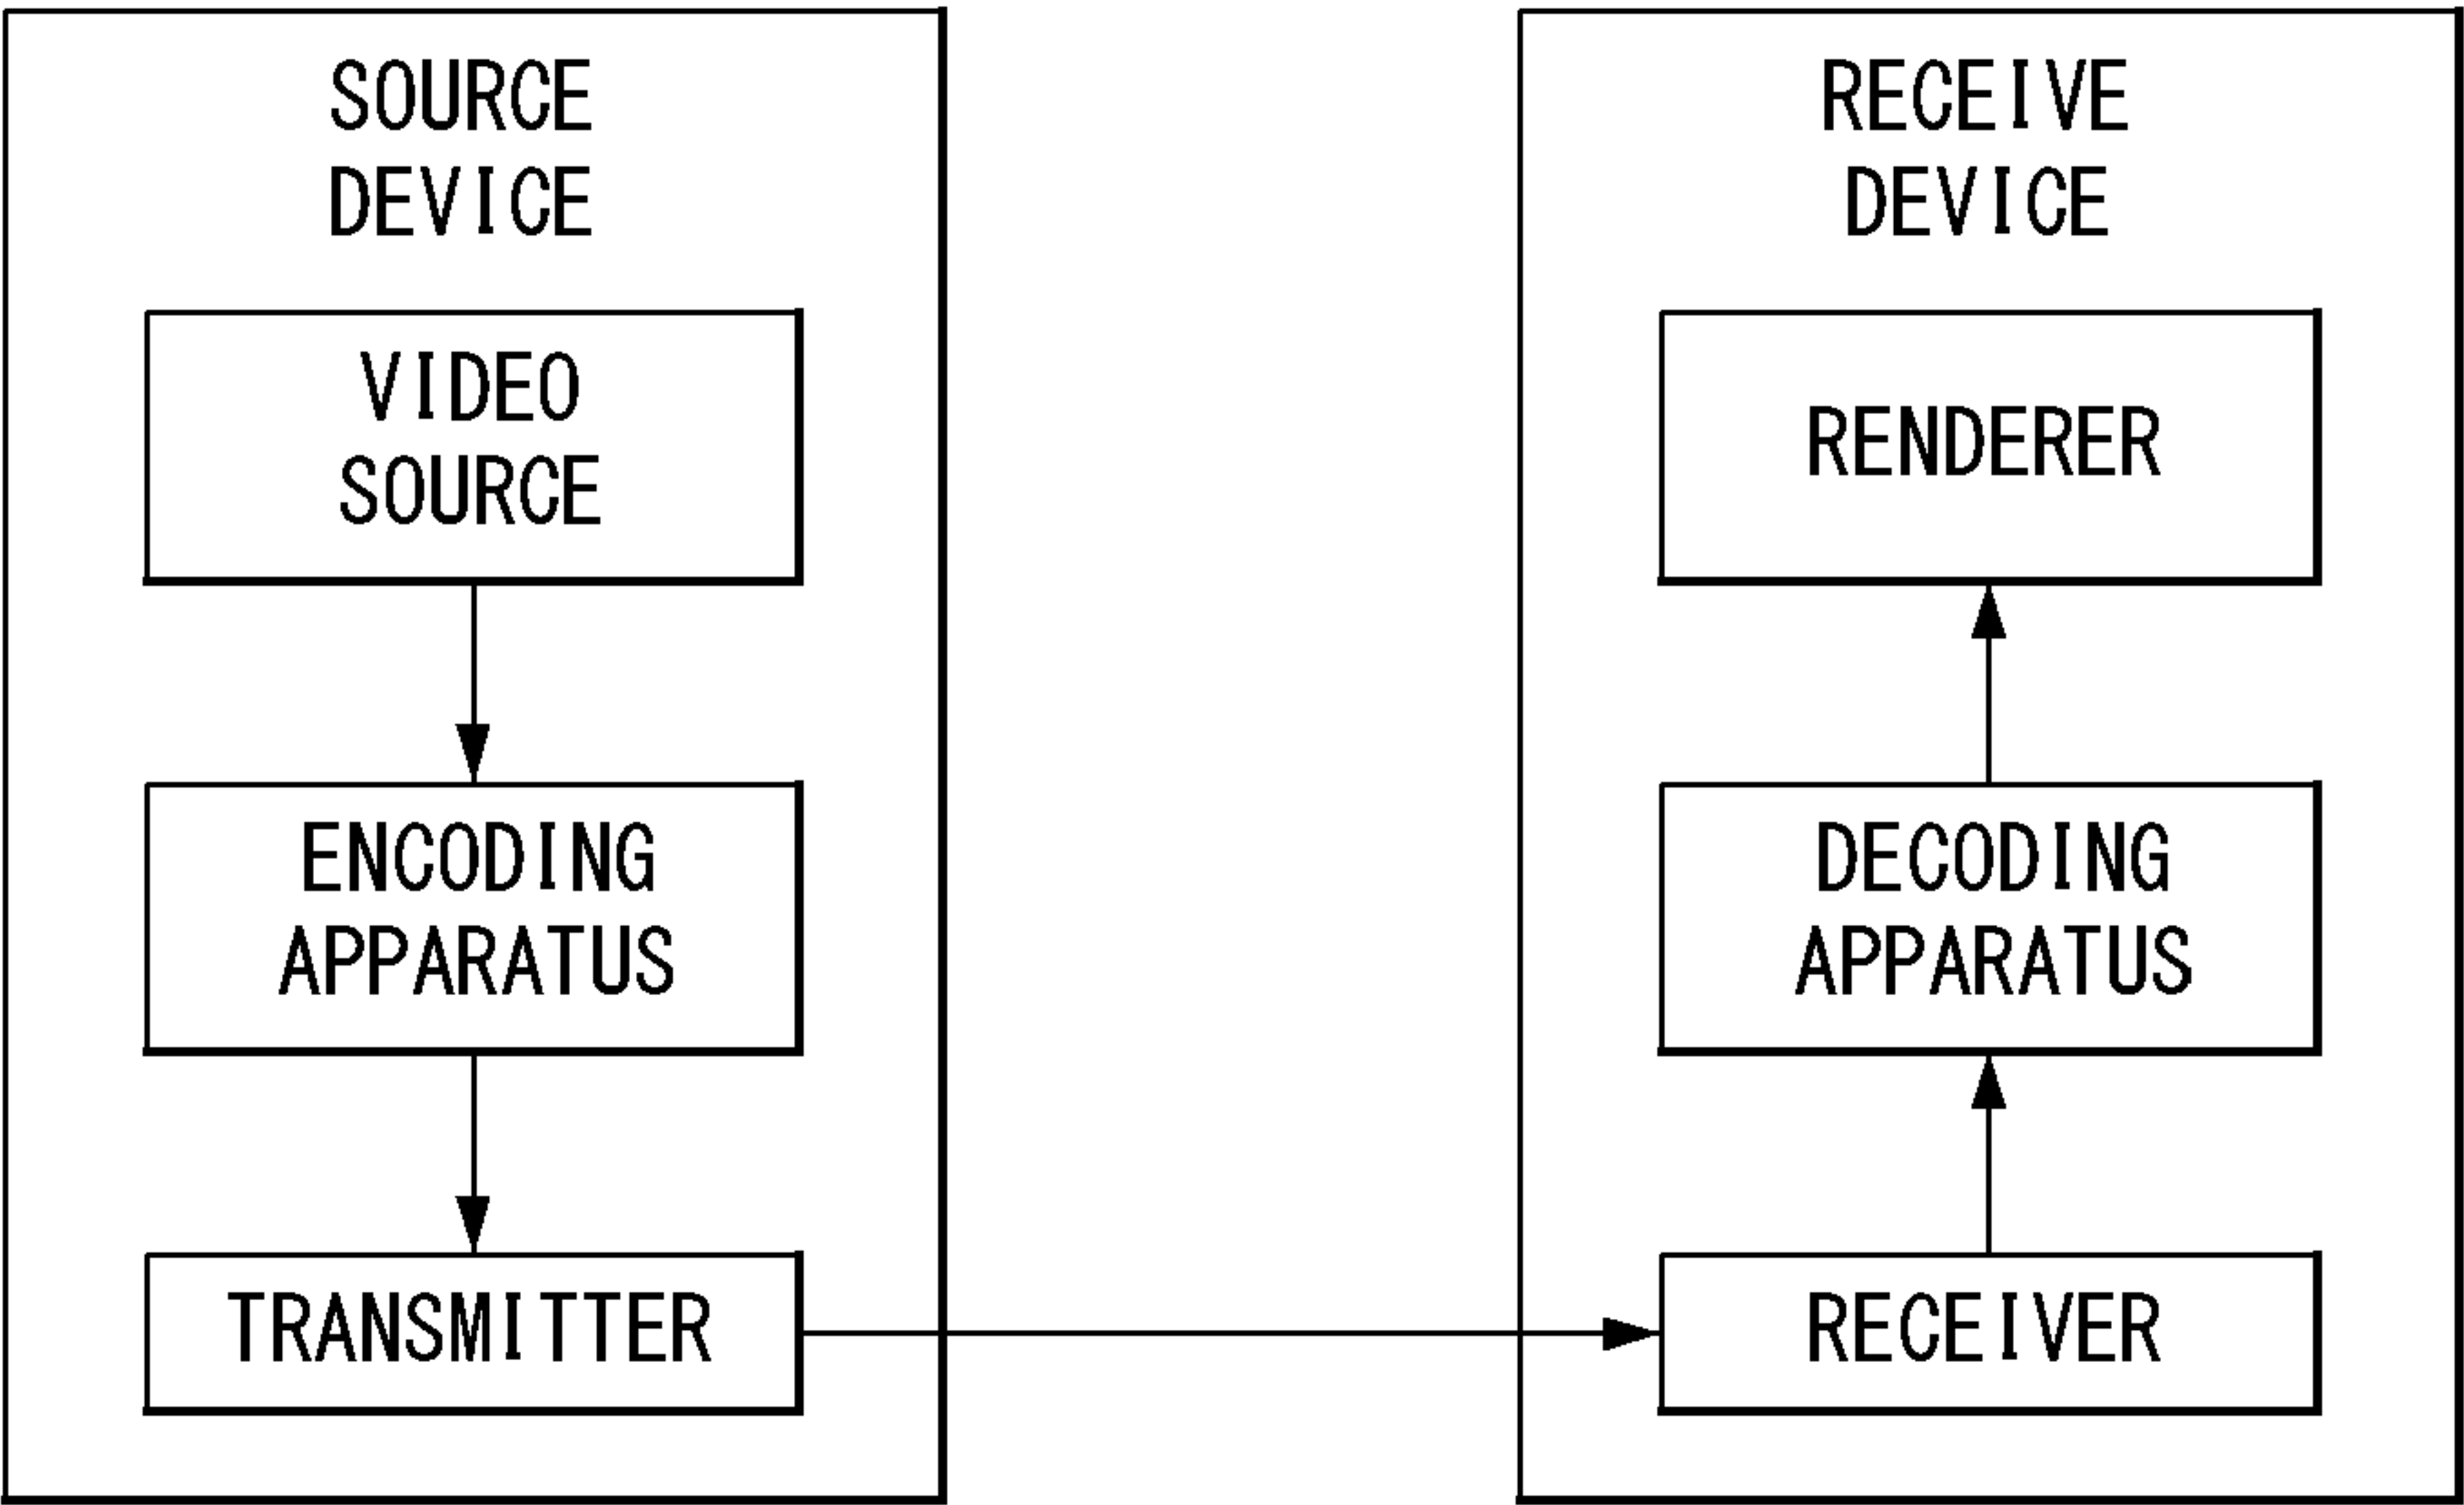 SOURCE
DEVICE
VIDEO
SOURCE
ENCODING
APPARATUS
TRANSMITTER
RECEIVE
DEVICE
RENDERER
DECODING
APPARATUS
RECEIVER